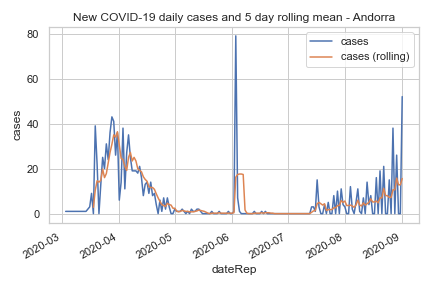 New COVID-19 daily cases and 5 day rolling mean - Andorra
cases
cases (rolling)
80
60
40
20
0
cases
2020-03
2020-04
2020-05
2020-06
2020-07
2020-08
2020-09
dateRep